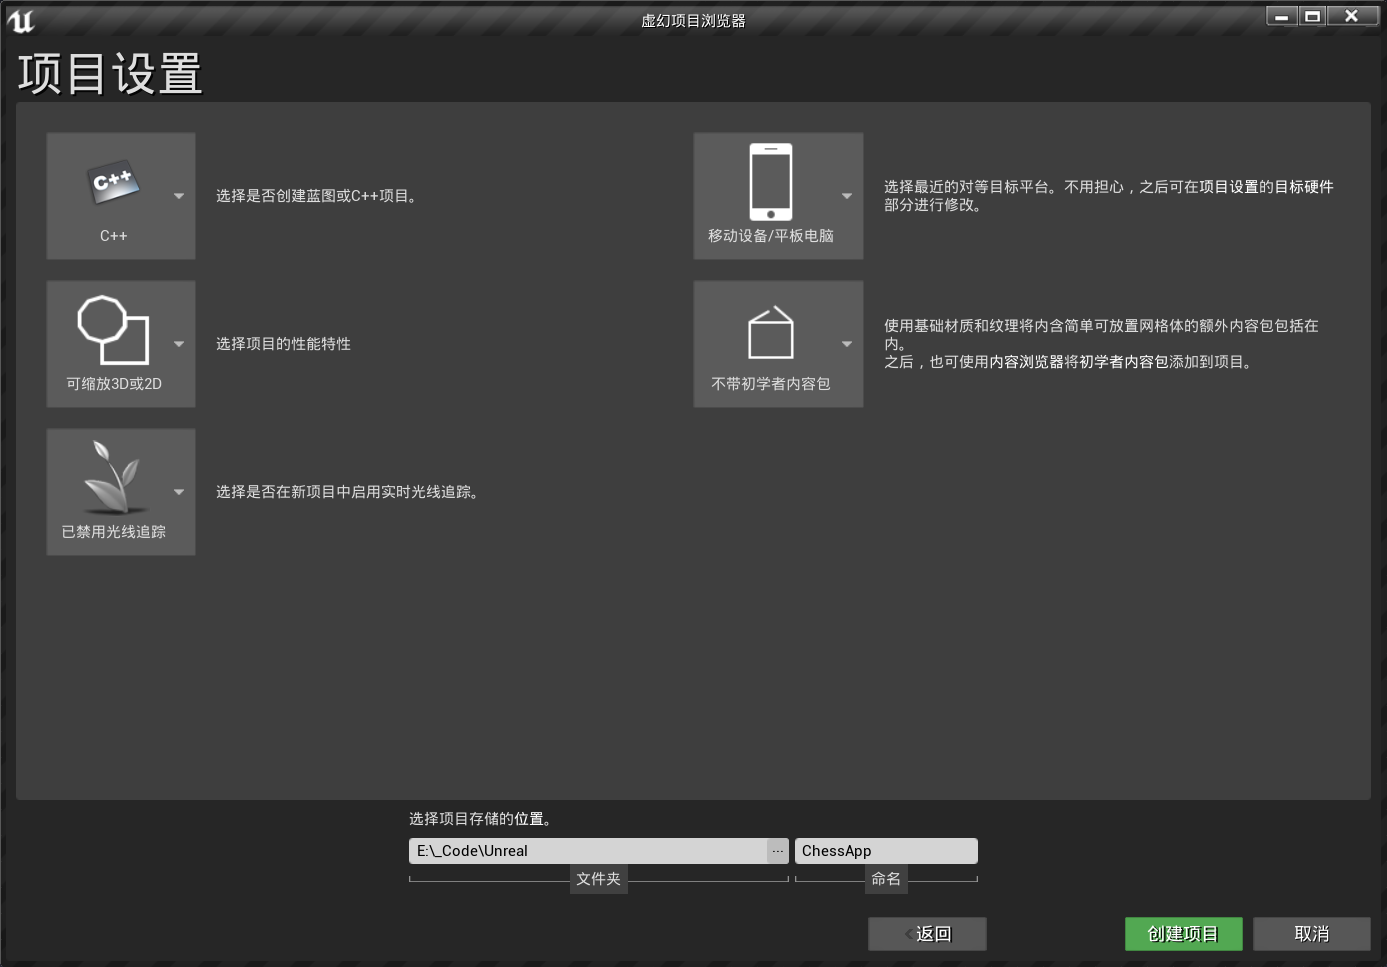 虚幻项目浏览器
项目设置
C++
C++
选择是否创建蓝图或C++项目。
移动设备/平板电脑
选择最近的对等目标平台。不用担心，之后可在项目设置的目标硬件
部分进行修改。
可缩放3D或2D
选择项目的性能特性
不带初学者内容包
使用基础材质和纹理将内含简单可放置网格体的额外内容包包括在
内。
之后，也可使用内容浏览器将初学者内容包添加到项目。
已禁用光线追踪
选择是否在新项目中启用实时光线追踪。
选择项目存储的位置。
E:\_Code\Unreal
...
ChessApp
文件夹
命名
返回
创建项目
取消